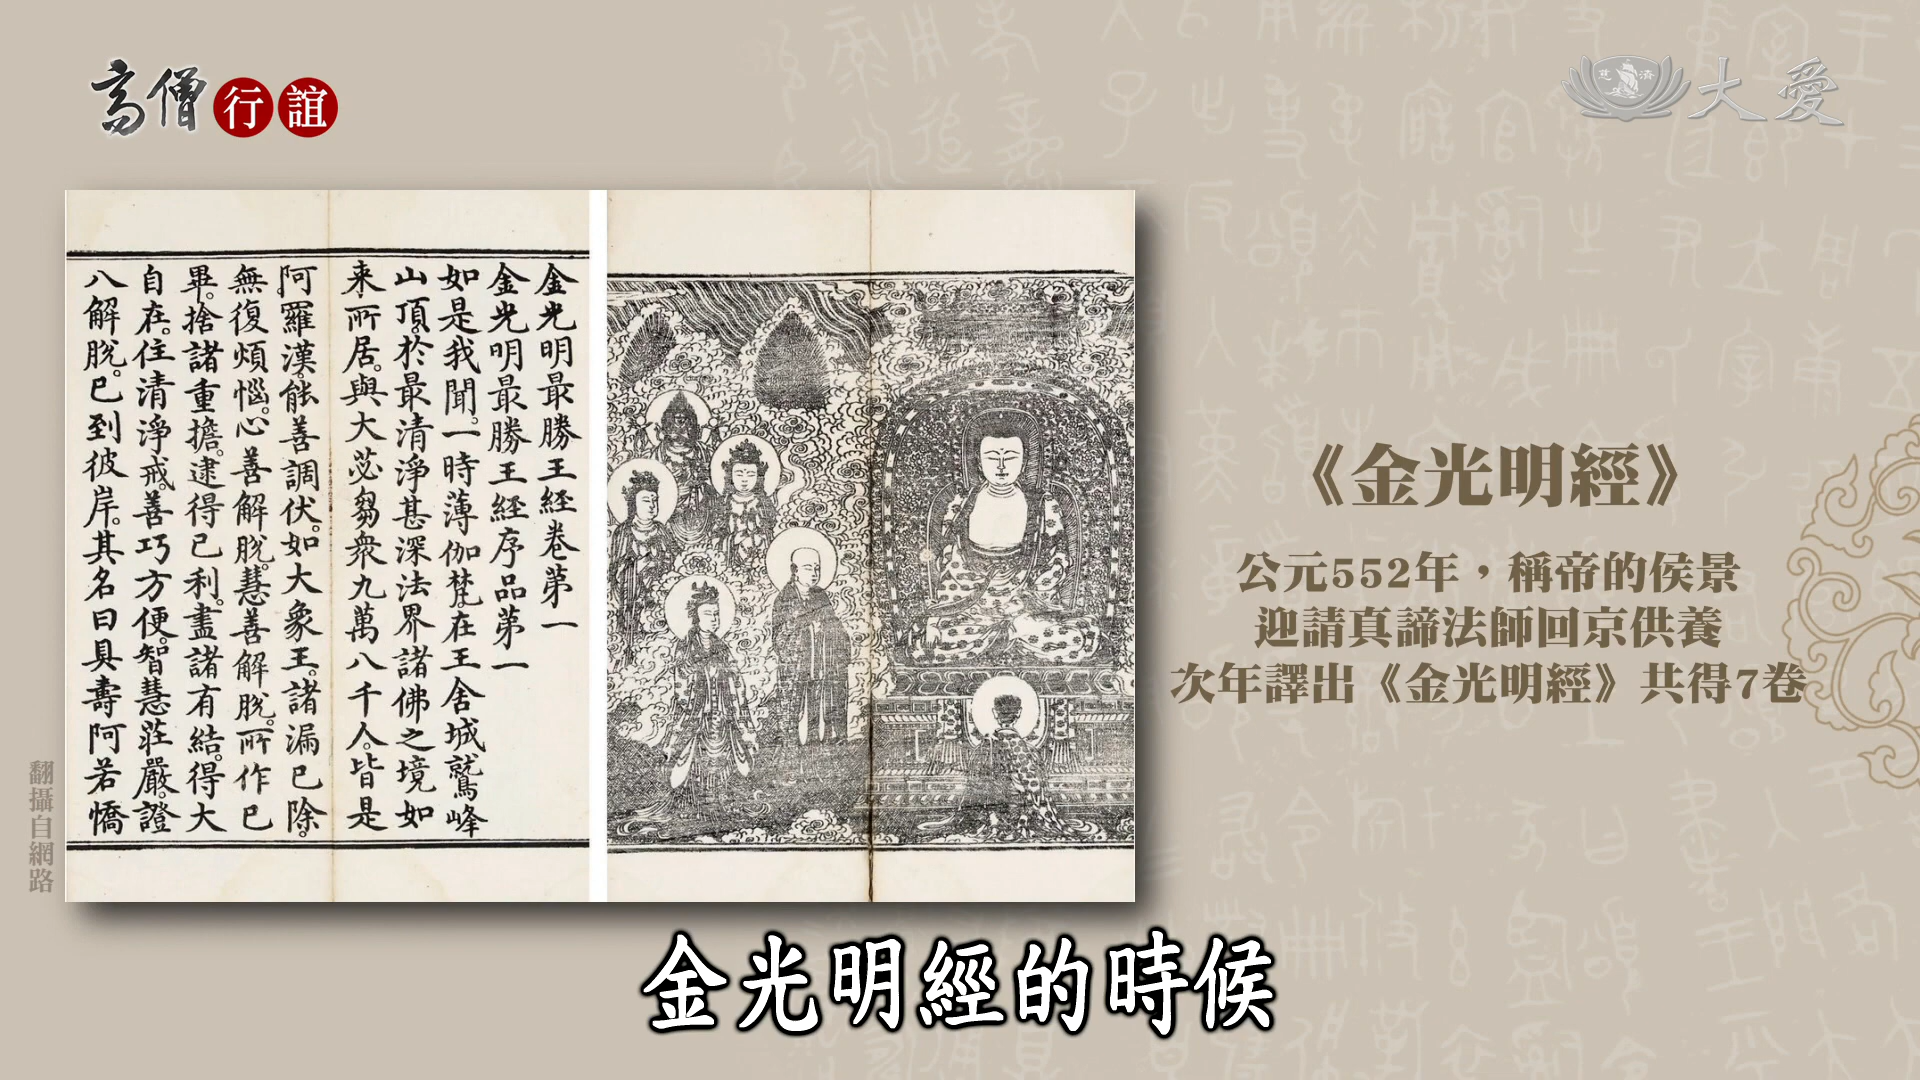 高僧行誼
大愛
慈濟
金光明最勝王經卷第一
金光明最勝王經序品第一
如是我聞。一時薄伽梵。在王舍城鷲峰
山頂。於最清淨甚深法界諸佛之境如
来所居。與大苾芻衆九萬八千人。皆是
阿羅漢。能善調伏。如大象王。諸漏已除。
無復煩惱。心善解脫。慧善解脫。所作已
畢。捨諸重擔。逮得己利。盡諸有結。得大
自在。住清淨戒。善巧方便。智慧莊嚴。證
八解脫。已到彼岸。其名曰具壽阿若憍
《金光明經》
公元552年，稱帝的侯景
迎請真諦法師回京供養
次年譯出《金光明經》共得7卷
翻攝自網路
金光明經的時候